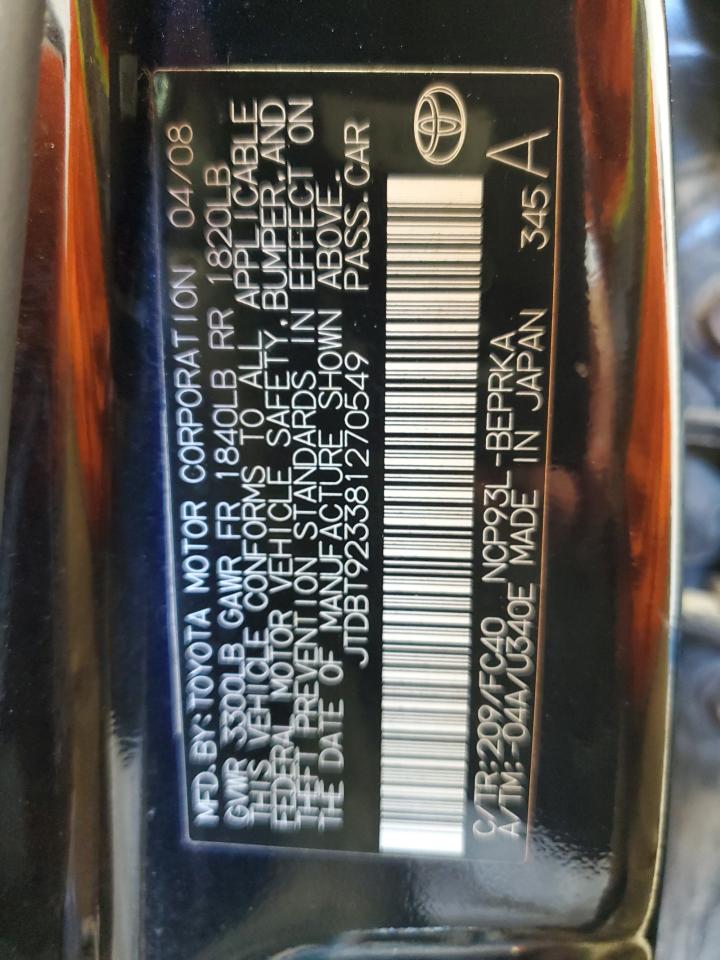 MFD. BY: TOYOTA MOTOR CORPORATION 04/08
GVWR 3300LB GAWR FR 1840LB RR 1820LB
THIS VEHICLE CONFORMS TO ALL APPLICABLE
FEDERAL MOTOR VEHICLE SAFETY, BUMPER, AND
THEFT PREVENTION STANDARDS IN EFFECT ON
THE DATE OF MANUFACTURE SHOWN ABOVE.
JTDBT923381270549 PASS. CAR
C/TR: 209/FC40 NCP93L-BEPRKA
A/TM: -04A/U340E MADE IN JAPAN 345 A